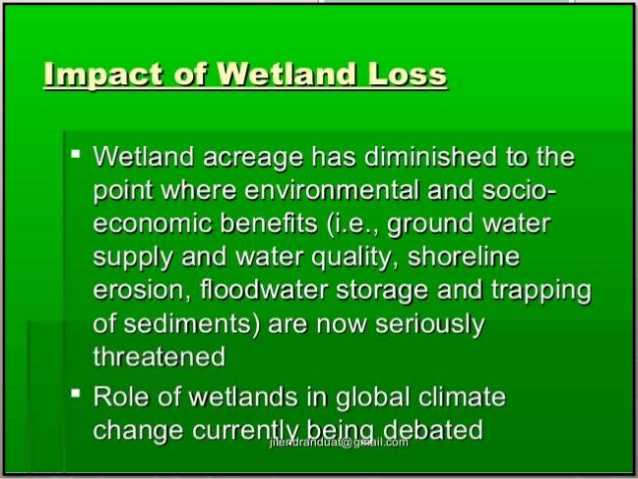 Impact of Wetland Loss
▪ Wetland acreage has diminished to the
point where environmental and socio-
economic benefits (i.e., ground water
supply and water quality, shoreline
erosion, floodwater storage and trapping
of sediments) are now seriously
threatened
▪ Role of wetlands in global climate
change currently being debated